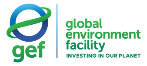 gef
global
environment
facility
INVESTING IN OUR PLANET